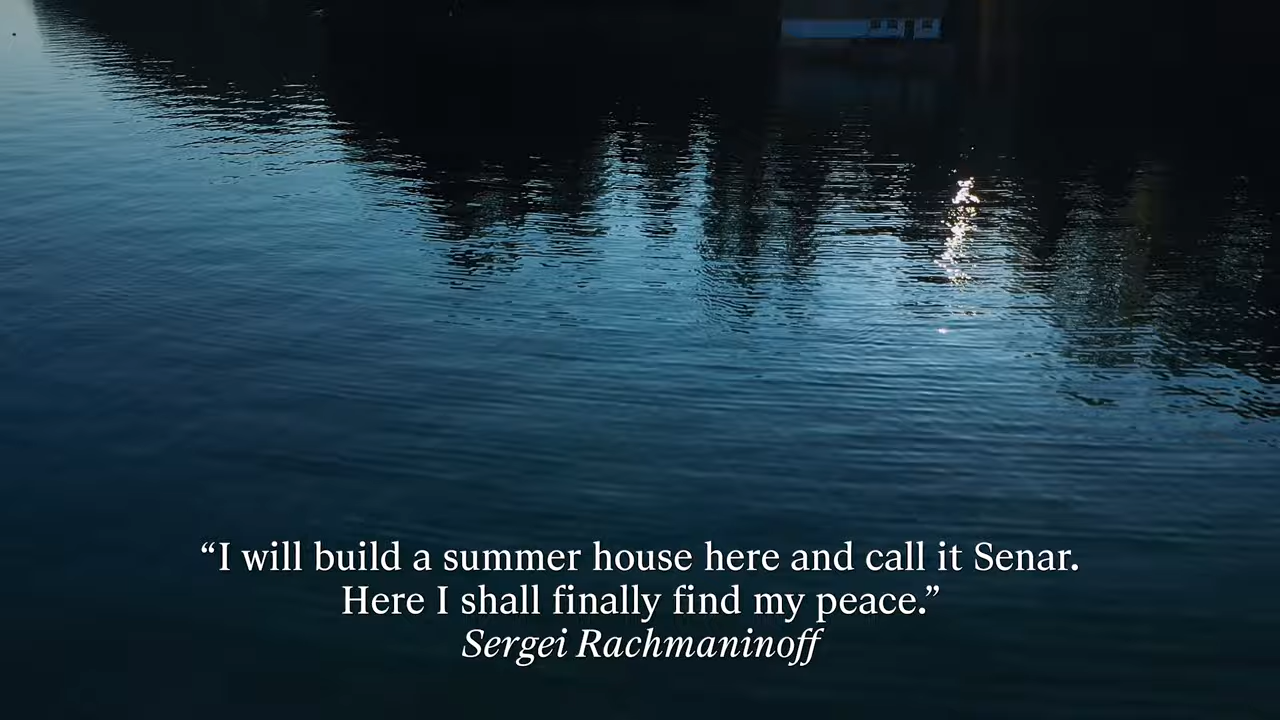 “I will build a summer house here and call it Senar.
Here I shall finally find my peace.”
Sergei Rachmaninoff